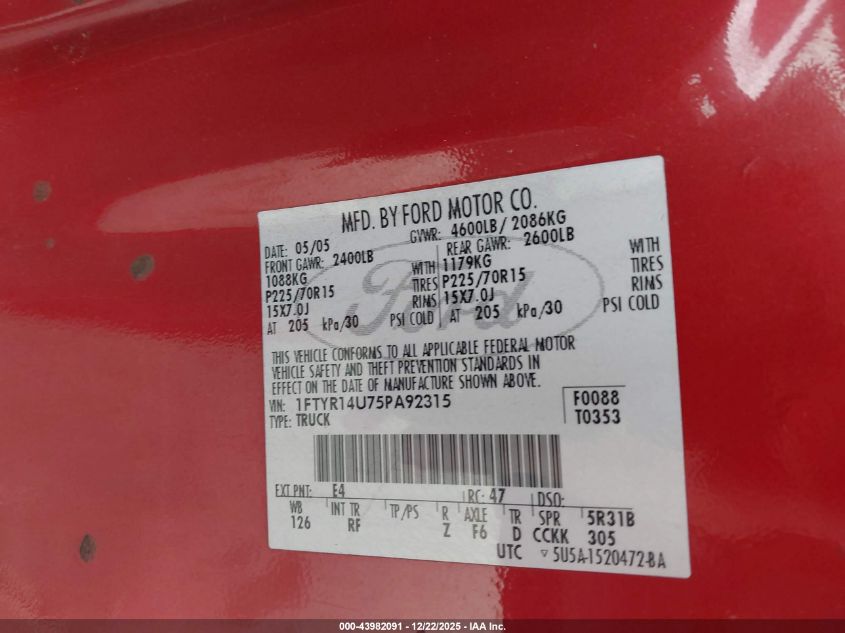 MFD. BY FORD MOTOR CO.
DATE: 05/05 GVWR: 4600LB/ 2086KG
FRONT GAWR: 2400LB REAR GAWR: 2600LB
1088KG WITH 1179KG WITH
P225/70R15 TIRES P225/70R15 TIRES
15X7.0J RIMS 15X7.0J RIMS
AT 205 kPa/30 PSI COLD AT 205 kPa/30 PSI COLD
Ford
THIS VEHICLE CONFORMS TO ALL APPLICABLE FEDERAL MOTOR
VEHICLE SAFETY AND THEFT PREVENTION STANDARDS IN
EFFECT ON THE DATE OF MANUFACTURE SHOWN ABOVE.
VIN: 1FTYR14U75PA92315 F0088
TYPE: TRUCK T0353
EXT PNT: E4 RC: 47 DSO:
WB INT TR TP/PS R AXLE TR SPR 5R31B
126 RF Z F6 D CCKK 305
UTC ▽ 5U5A-1520472-BA
000-43982091 - 12/22/2025 - IAA Inc.